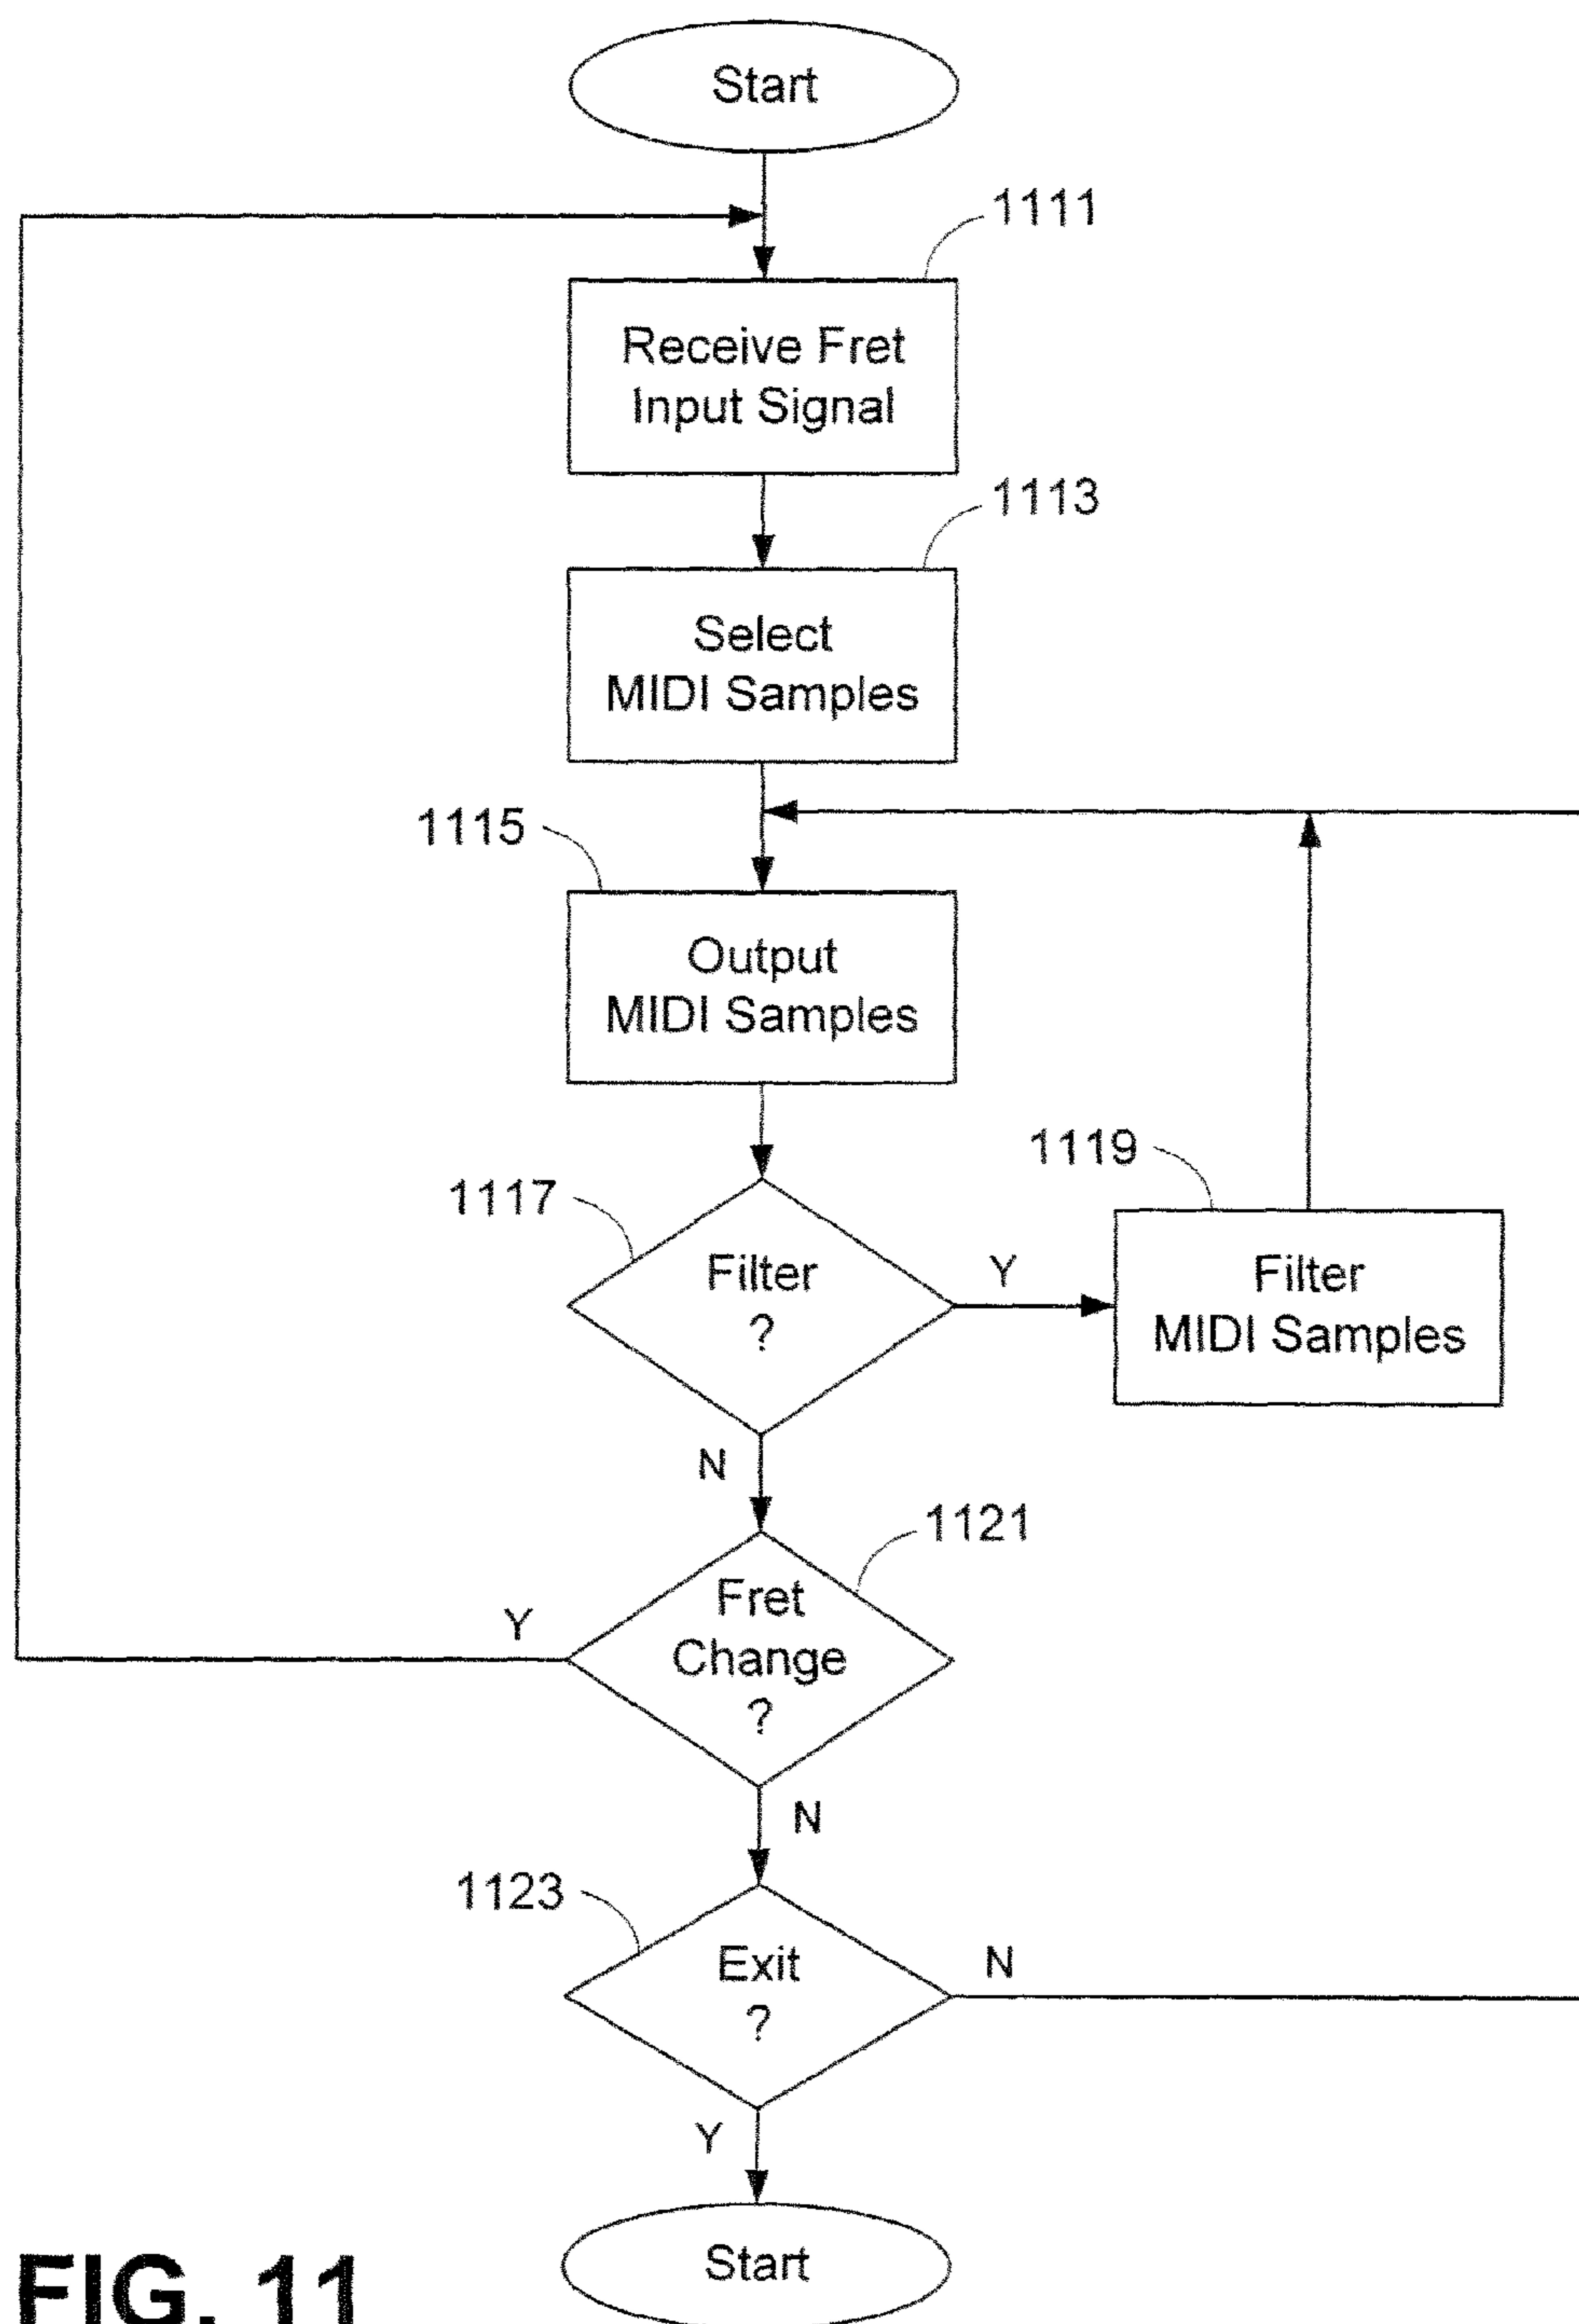 Start
1111
Receive Fret
Input Signal
1113
Select
MIDI Samples
1115
Output
MIDI Samples
1117
Filter
?
Y
1119
Filter
MIDI Samples
N
1121
Fret
Change
?
Y
N
1123
Exit
?
N
Y
Start
FIG. 11